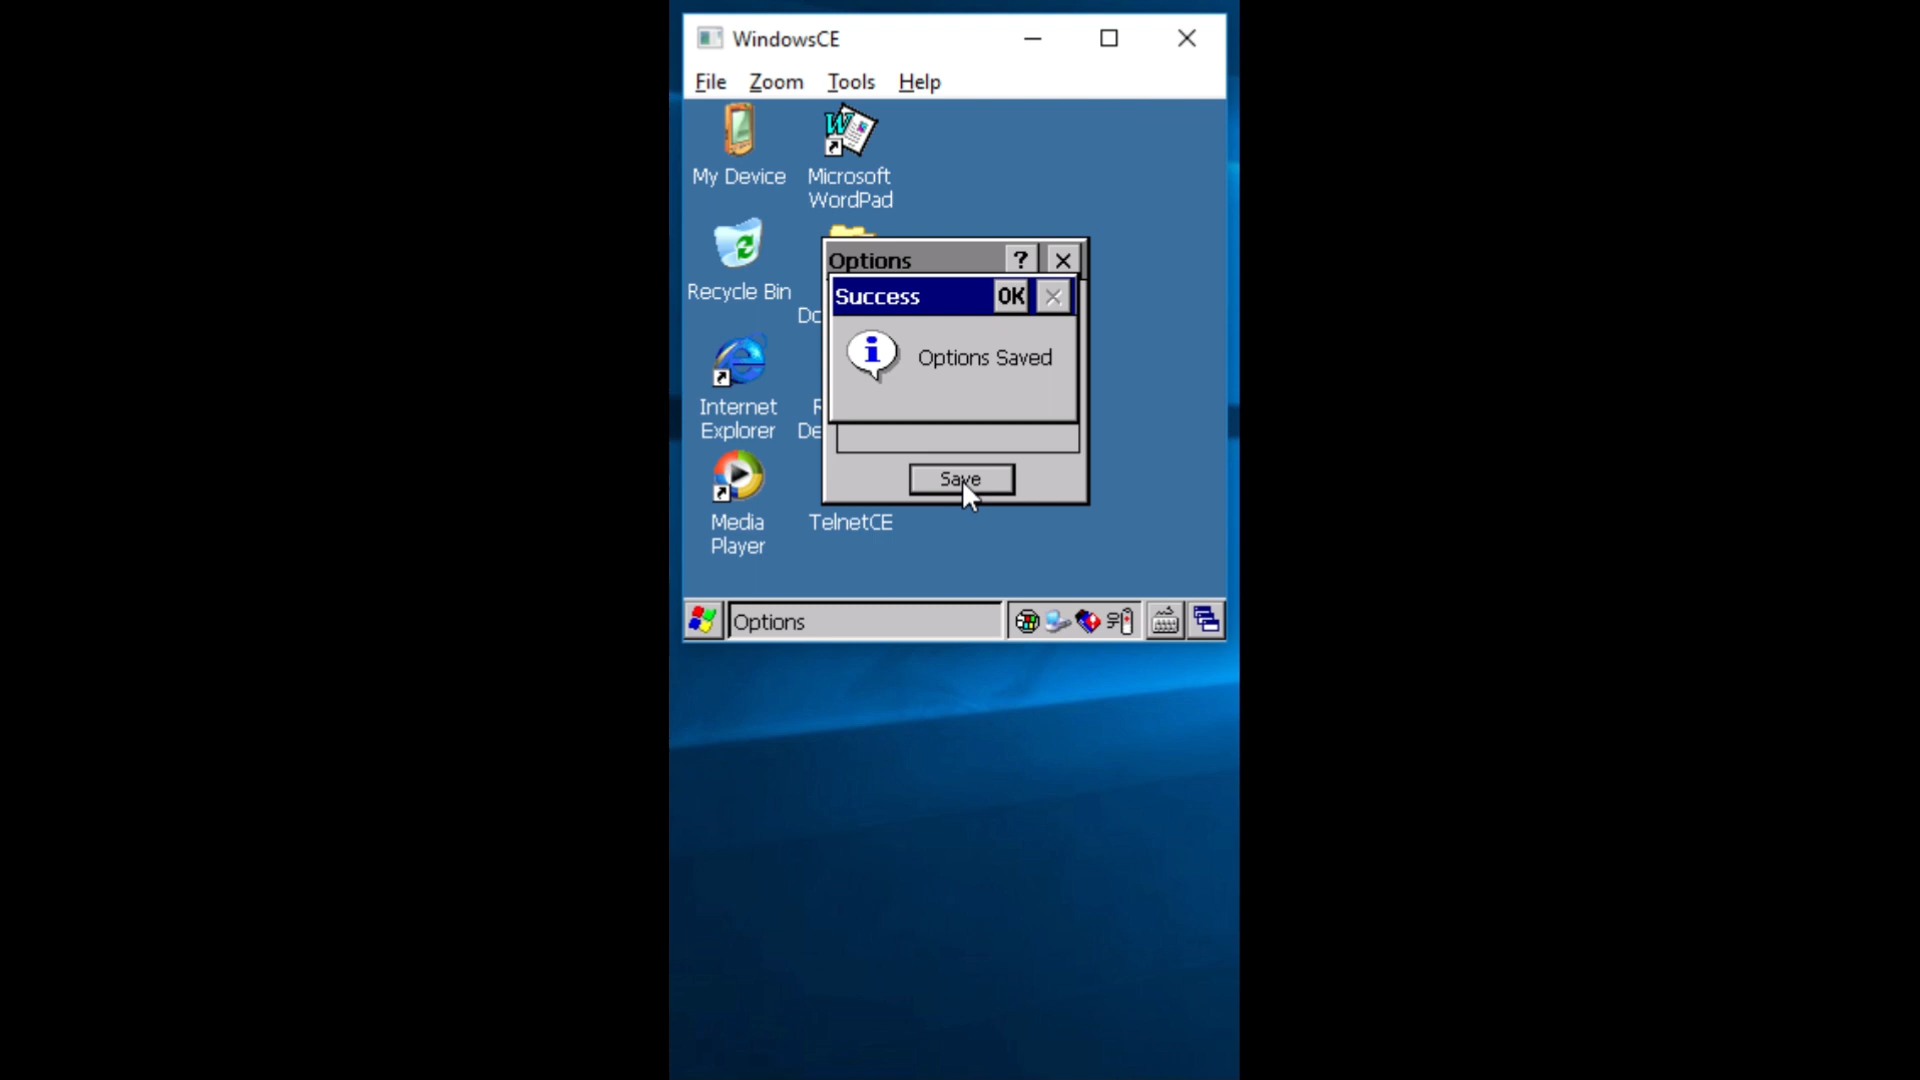 WindowsCE
File Zoom Tools Help
My Device
Microsoft
WordPad
Recycle Bin
Internet
Explorer
Media
Player
TelnetCE
Options ?
Success OK
Options Saved
Save
Options